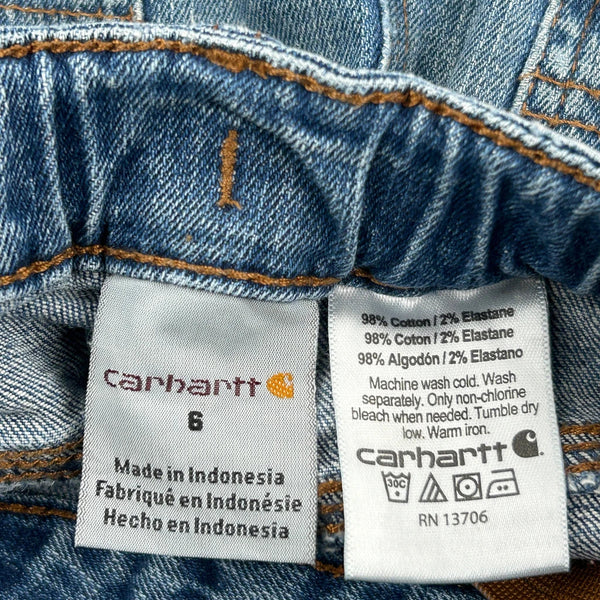 carhartt
6
Made in Indonesia
Fabriqué en Indonésie
Hecho en Indonesia
98% Cotton / 2% Elastane
98% Coton / 2% Elastane
98% Algodón / 2% Elastano
Machine wash cold. Wash
separately. Only non-chlorine
bleach when needed. Tumble dry
low. Warm iron.
carhartt
30C
RN 13706